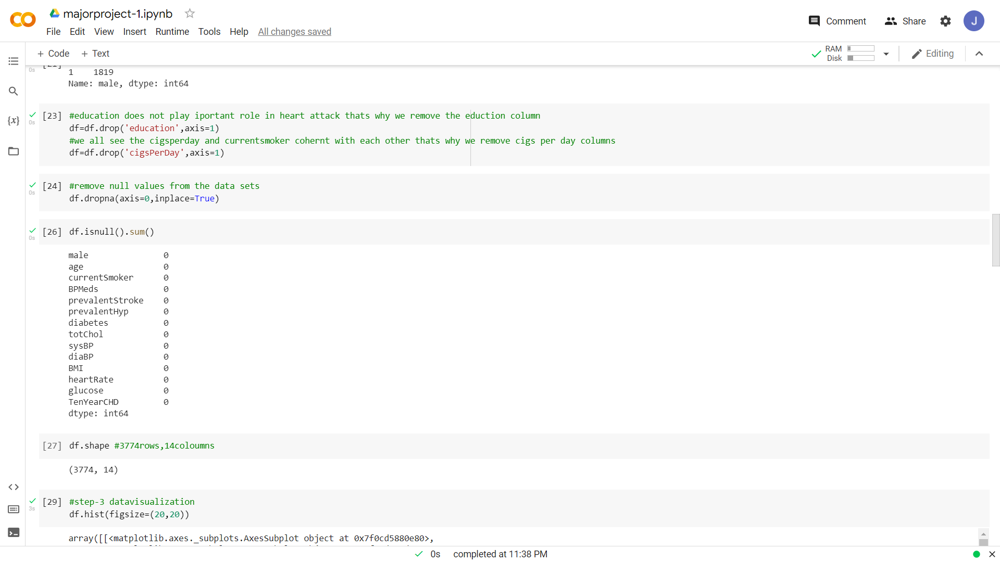 majorproject-1.ipynb
File Edit View Insert Runtime Tools Help All changes saved
Comment Share J
+ Code + Text
RAM
Disk
Editing
0s [21]
1 1819
Name: male, dtype: int64
[23] #education does not play iportant role in heart attack thats why we remove the eduction column
0s df=df.drop('education',axis=1)
#we all see the cigsperday and currentsmoker cohernt with each other thats why we remove cigs per day columns
df=df.drop('cigsPerDay',axis=1)
[24] #remove null values from the data sets
0s df.dropna(axis=0,inplace=True)
[26] df.isnull().sum()
0s
male 0
age 0
currentSmoker 0
BPMeds 0
prevalentStroke 0
prevalentHyp 0
diabetes 0
totChol 0
sysBP 0
diaBP 0
BMI 0
heartRate 0
glucose 0
TenYearCHD 0
dtype: int64
[27] df.shape #3774rows,14coloumns
(3774, 14)
[29] #step-3 datavisualization
3s df.hist(figsize=(20,20))
array([[<matplotlib.axes._subplots.AxesSubplot object at 0x7f0cd5880e80>,
0s completed at 11:38 PM